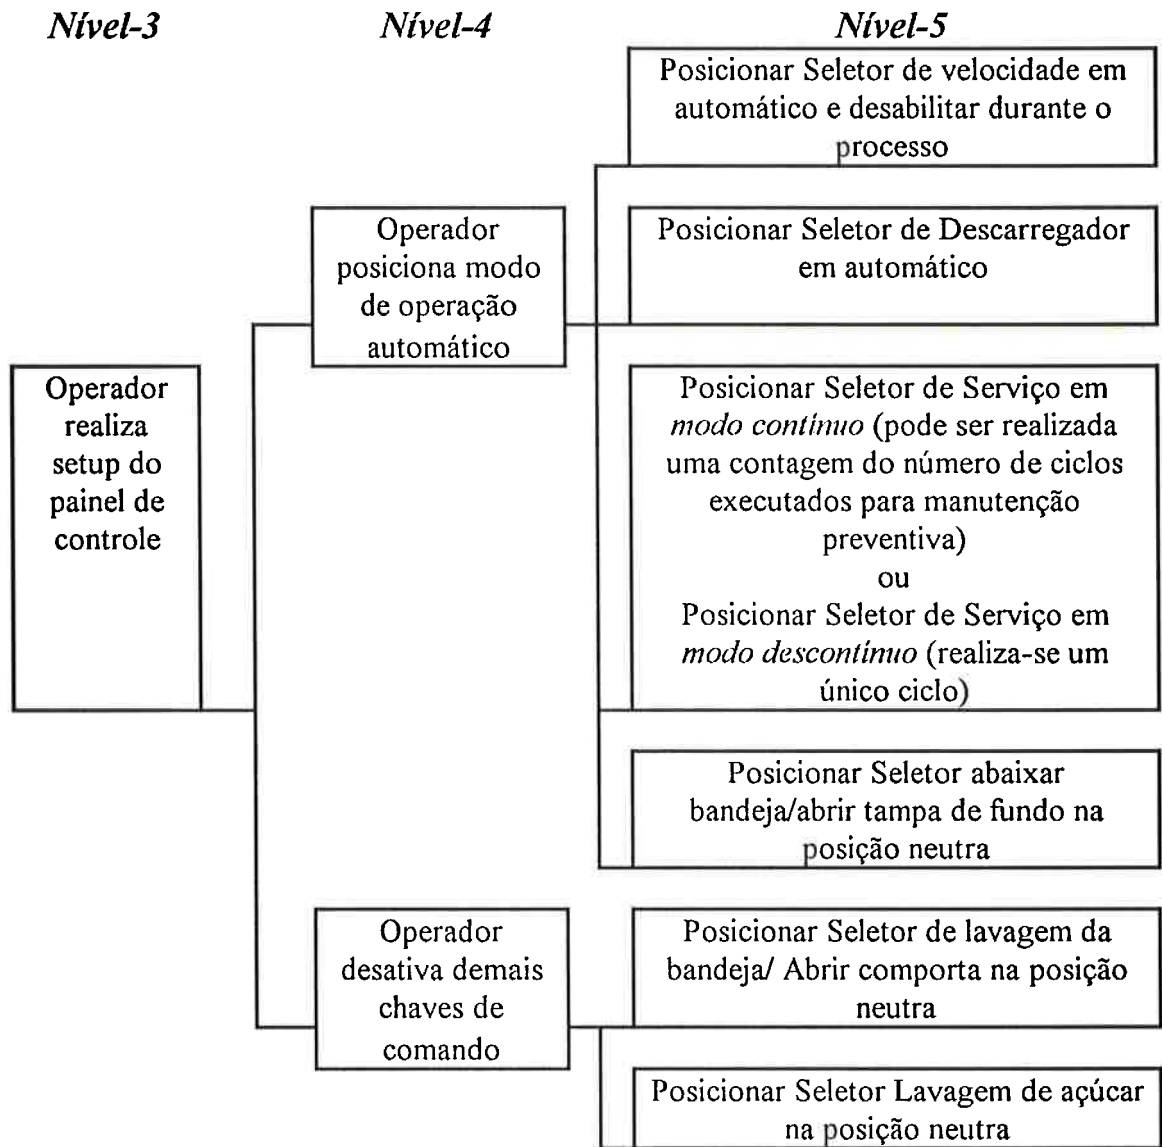 Nível-3
Nível-4
Nível-5
Operador
realiza
setup do
painel de
controle
Operador
posiciona modo
de operação
automático
Posicionar Seletor de velocidade em
automático e desabilitar durante o
processo
Posicionar Seletor de Descarregador
em automático
Posicionar Seletor de Serviço em
modo contínuo (pode ser realizada
uma contagem do número de ciclos
executados para manutenção
preventiva)
ou
Posicionar Seletor de Serviço em
modo descontínuo (realiza-se um
único ciclo)
Posicionar Seletor abaixar
bandeja/abrir tampa de fundo na
posição neutra
Operador
desativa demais
chaves de
comando
Posicionar Seletor de lavagem da
bandeja/ Abrir comporta na posição
neutra
Posicionar Seletor Lavagem de açúcar
na posição neutra